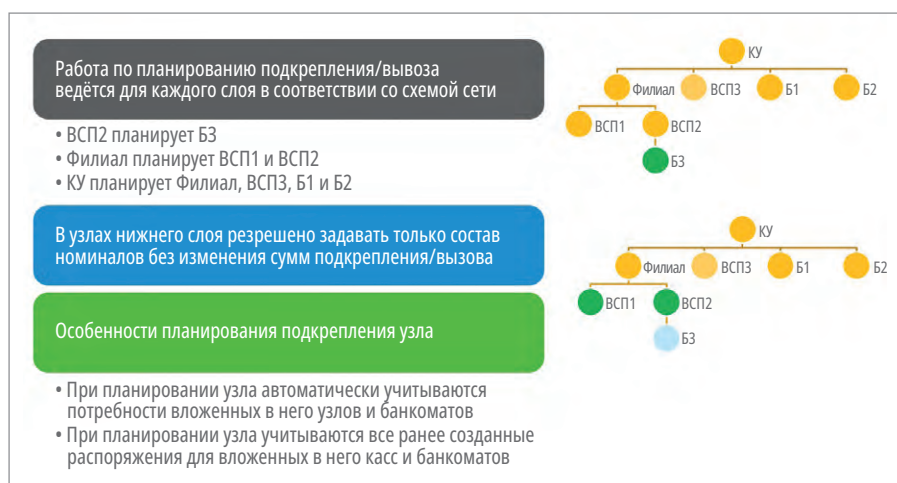 Работа по планированию подкрепления/вывоза
ведётся для каждого слоя в соответствии со схемой сети
• ВСП2 планирует Б3
• Филиал планирует ВСП1 и ВСП2
• КУ планирует Филиал, ВСП3, Б1 и Б2
В узлах нижнего слоя резрешено задавать только состав
номиналов без изменения сумм подкрепления/вызова
Особенности планирования подкрепления узла
• При планировании узла автоматически учитываются
потребности вложенных в него узлов и банкоматов
• При планировании узла учитываются все ранее созданные
распоряжения для вложенных в него касс и банкоматов
КУ
Филиал ВСП3 Б1 Б2
ВСП1 ВСП2
Б3
КУ
Филиал ВСП3 Б1 Б2
ВСП1 ВСП2
Б3